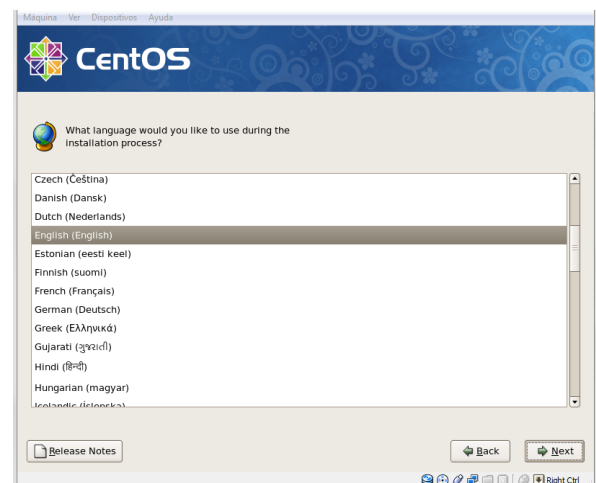 Máquina Ver Dispositivos Ayuda
CentOS
What language would you like to use during the
installation process?
Czech (Čeština)
Danish (Dansk)
Dutch (Nederlands)
English (English)
Estonian (eesti keel)
Finnish (suomi)
French (Français)
German (Deutsch)
Greek (Ελληνικά)
Gujarati (ગુજરાતી)
Hindi (हिन्दी)
Hungarian (magyar)
Icelandic (Íslenska)
Release Notes
Back
Next
Right Ctrl